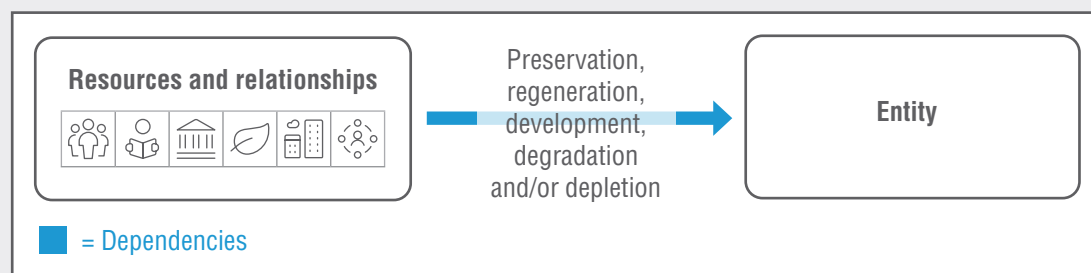 Resources and relationships
Preservation,
regeneration,
development,
degradation
and/or depletion
Entity
= Dependencies